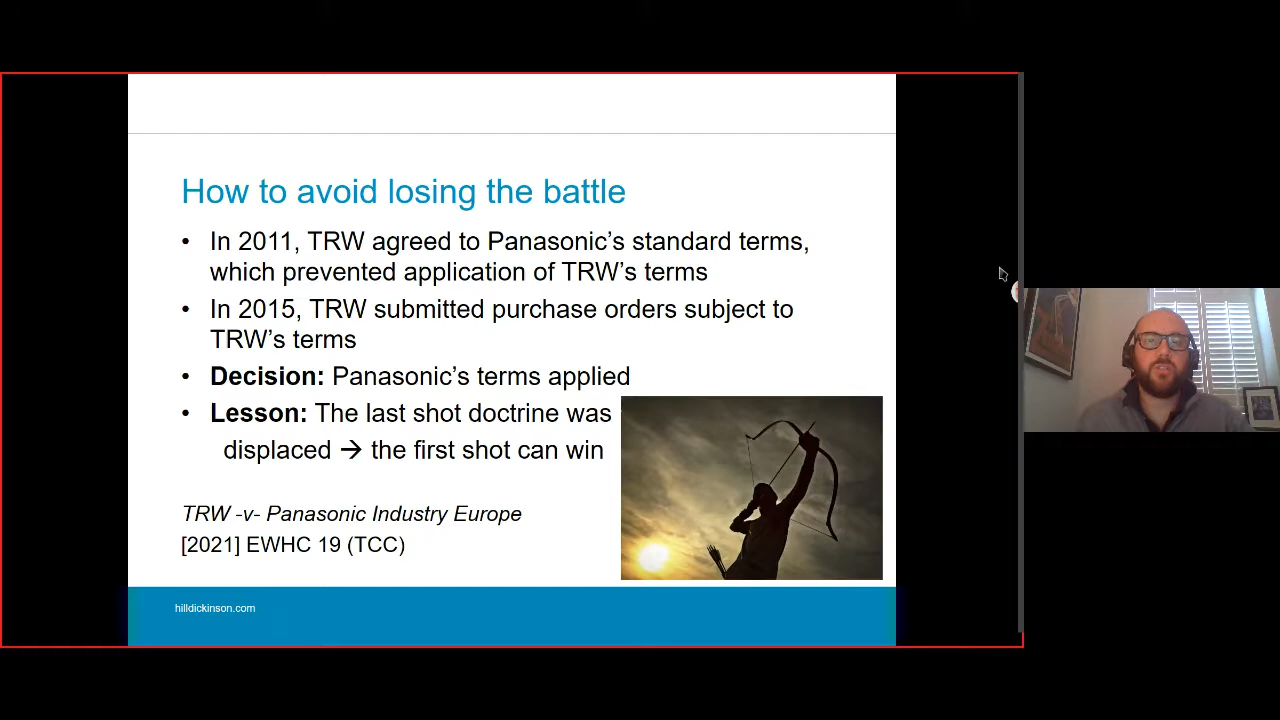 How to avoid losing the battle
• In 2011, TRW agreed to Panasonic’s standard terms,
which prevented application of TRW’s terms
• In 2015, TRW submitted purchase orders subject to
TRW’s terms
• Decision: Panasonic’s terms applied
• Lesson: The last shot doctrine was
displaced → the first shot can win
TRW -v- Panasonic Industry Europe
[2021] EWHC 19 (TCC)
hilldickinson.com